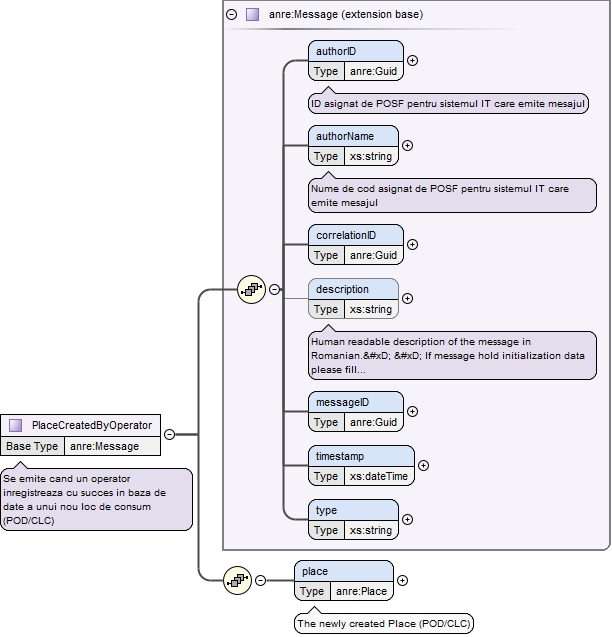 anre:Message (extension base)
authorID
Type anre:Guid
ID asignat de POSF pentru sistemul IT care emite mesajul
authorName
Type xs:string
Nume de cod asignat de POSF pentru sistemul IT care
emite mesajul
correlationID
Type anre:Guid
description
Type xs:string
Human readable description of the message in
Romanian.&#xD; &#xD; If message hold initialization data
please fill...
messageID
Type anre:Guid
timestamp
Type xs:dateTime
type
Type xs:string
PlaceCreatedByOperator
Base Type anre:Message
Se emite cand un operator
inregistreaza cu succes in baza de
date a unui nou loc de consum
(POD/CLC)
place
Type anre:Place
The newly created Place (POD/CLC)